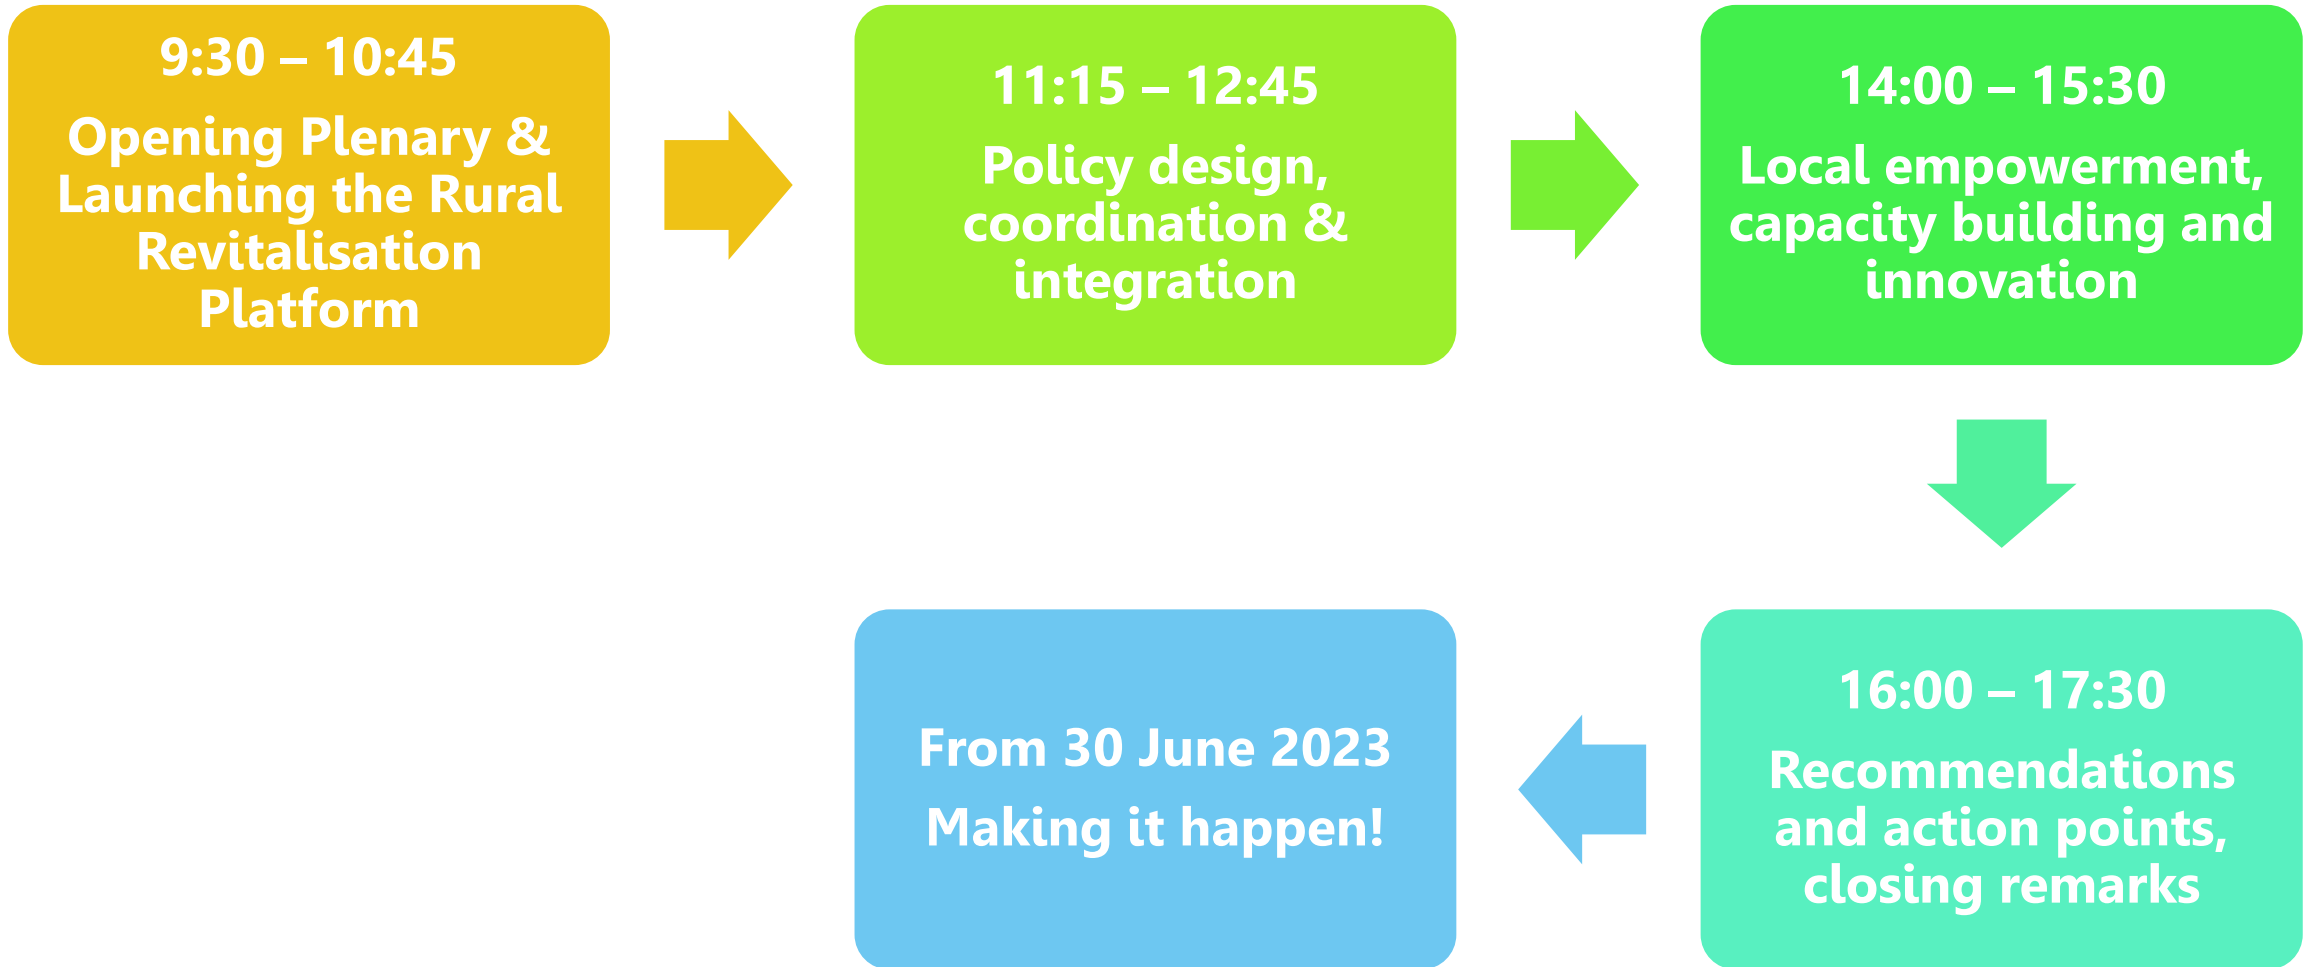 9:30 – 10:45
Opening Plenary &
Launching the Rural
Revitalisation
Platform
11:15 – 12:45
Policy design,
coordination &
integration
14:00 – 15:30
Local empowerment,
capacity building and
innovation
16:00 – 17:30
Recommendations
and action points,
closing remarks
From 30 June 2023
Making it happen!